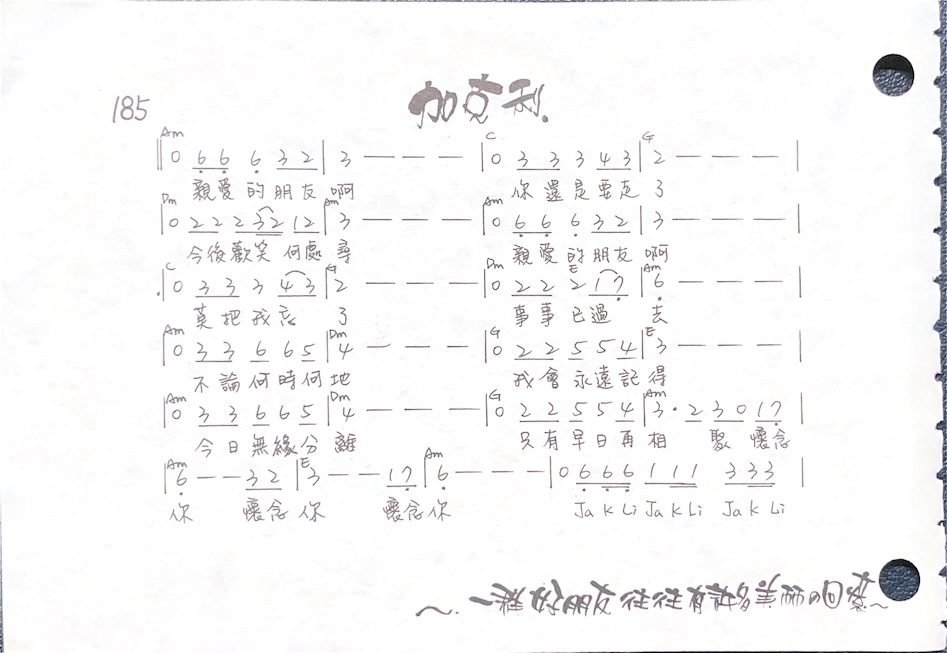 185
加克利.
Am C G
0 6 6 6 3 2 | 3 — — — — | 0 3 3 3 4 3 | 2 — — — |
親愛的朋友啊 你還是要走了
Dm Am Am
0 2 2 2 3 2 1 2 | 3 — — — | 0 6 6 6 3 2 | 3 — — — |
今後歡笑何處尋 親愛的朋友啊
C G Dm E Am
0 3 3 3 4 3 | 2 — — — | 0 2 2 2 1 7 | 6 — — — |
莫把我忘了 事事已過去
Am Dm G E
0 3 3 6 6 5 | 4 — — — | 0 2 2 5 5 4 | 3 — — — |
不論何時何地 我會永遠記得
Am Dm G Am
0 3 3 6 6 5 | 4 — — — | 0 2 2 5 5 4 | 3 · 2 3 0 1 7 |
今日無緣分離 只有早日再相聚 懷念
Am E Am
6 — — 3 2 | 3 — — 1 7 | 6 — — — | 0 6 6 6 1 1 1 3 3 3 |
你 懷念你 懷念你 Ja K Li Ja K Li Ja K Li
～. 一種好朋友 往往有許多美麗の回憶～